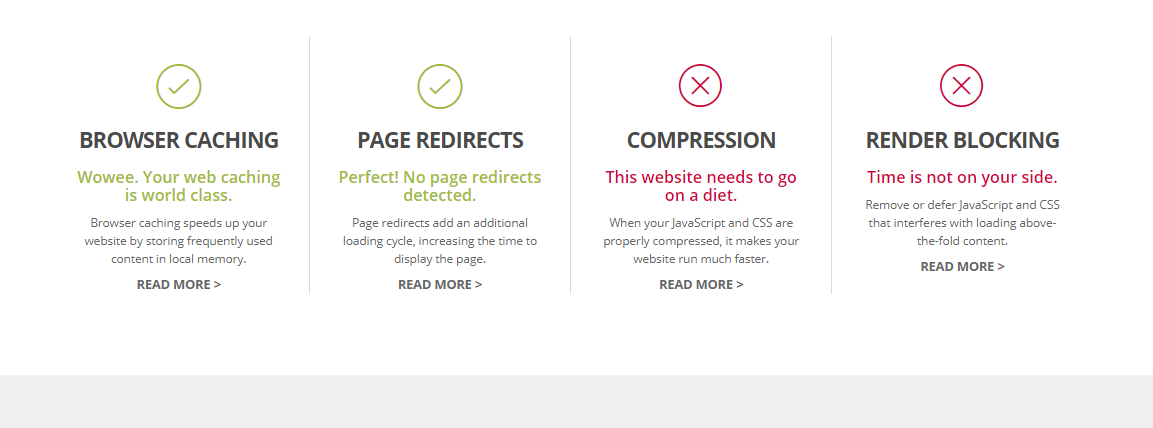 BROWSER CACHING
Wowee. Your web caching
is world class.
Browser caching speeds up your
website by storing frequently used
content in local memory.
READ MORE >
PAGE REDIRECTS
Perfect! No page redirects
detected.
Page redirects add an additional
loading cycle, increasing the time to
display the page.
READ MORE >
COMPRESSION
This website needs to go
on a diet.
When your JavaScript and CSS are
properly compressed, it makes your
website run much faster.
READ MORE >
RENDER BLOCKING
Time is not on your side.
Remove or defer JavaScript and CSS
that interferes with loading above-
the-fold content.
READ MORE >